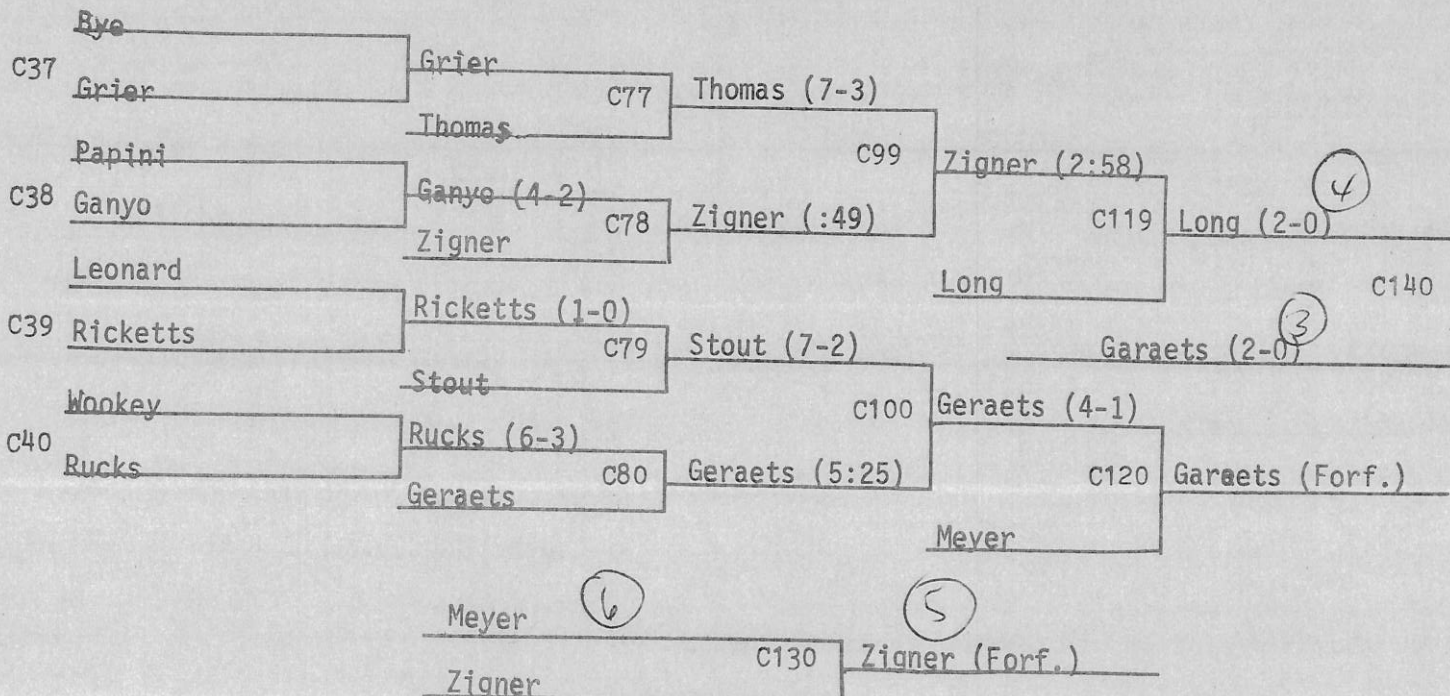 Bye
C37
Grier
Grier
C77
Thomas
Thomas (7-3)
Papini
C38
Ganyo
Ganyo (4-2)
C78
Zigner
Zigner (:49)
C99
Zigner (2:58)
C119
Long
Long (2-0)
4
Leonard
C39
Ricketts
Ricketts (1-0)
C79
Stout
Stout (7-2)
C140
Garaets (2-0)
3
Wookey
C40
Rucks
Rucks (6-3)
C80
Geraets
Geraets (5:25)
C100
Geraets (4-1)
C120
Meyer
Garaets (Forf.)
Meyer
6
C130
Zigner
Zigner (Forf.)
5